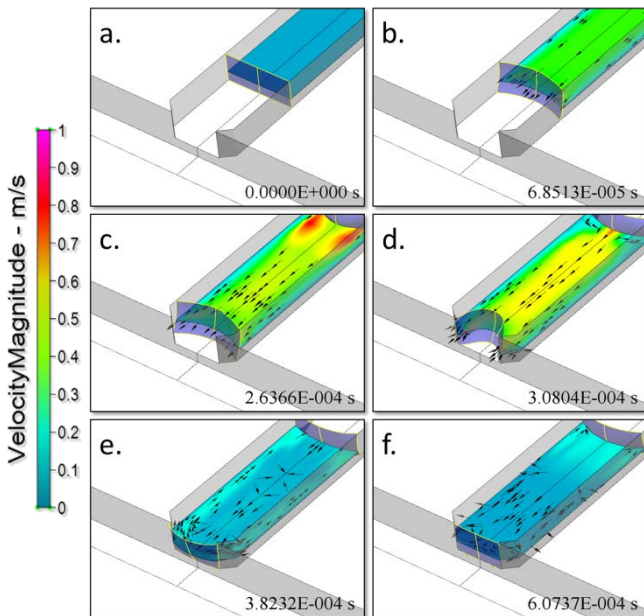 a.
0.0000E+000 s
b.
6.8513E-005 s
VelocityMagnitude - m/s
1
0.9
0.8
0.7
0.6
0.5
0.4
0.3
0.2
0.1
0
c.
2.6366E-004 s
d.
3.0804E-004 s
e.
3.8232E-004 s
f.
6.0737E-004 s